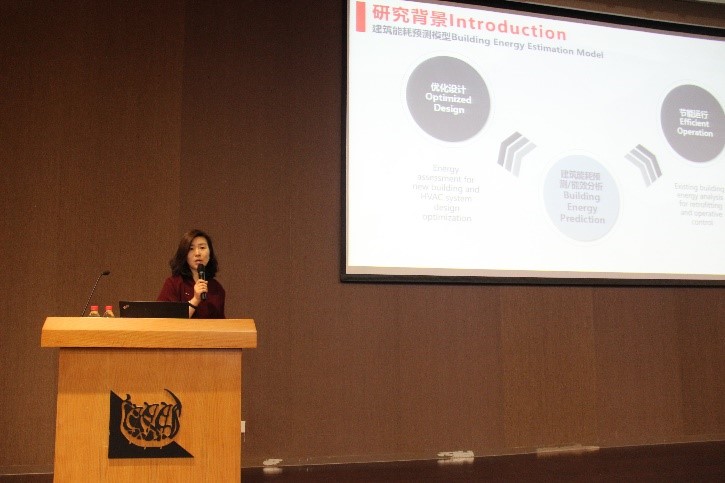 研究背景Introduction
建筑能耗预测模型Building Energy Estimation Model
优化设计
Optimized
Design
节能运行
Efficient
Operation
建筑能耗预
测/能效分析
Building
Energy
Prediction
Energy
assessment for
new building and
HVAC system
design
optimization
Existing building
energy analysis
for retrofitting
and operative
control